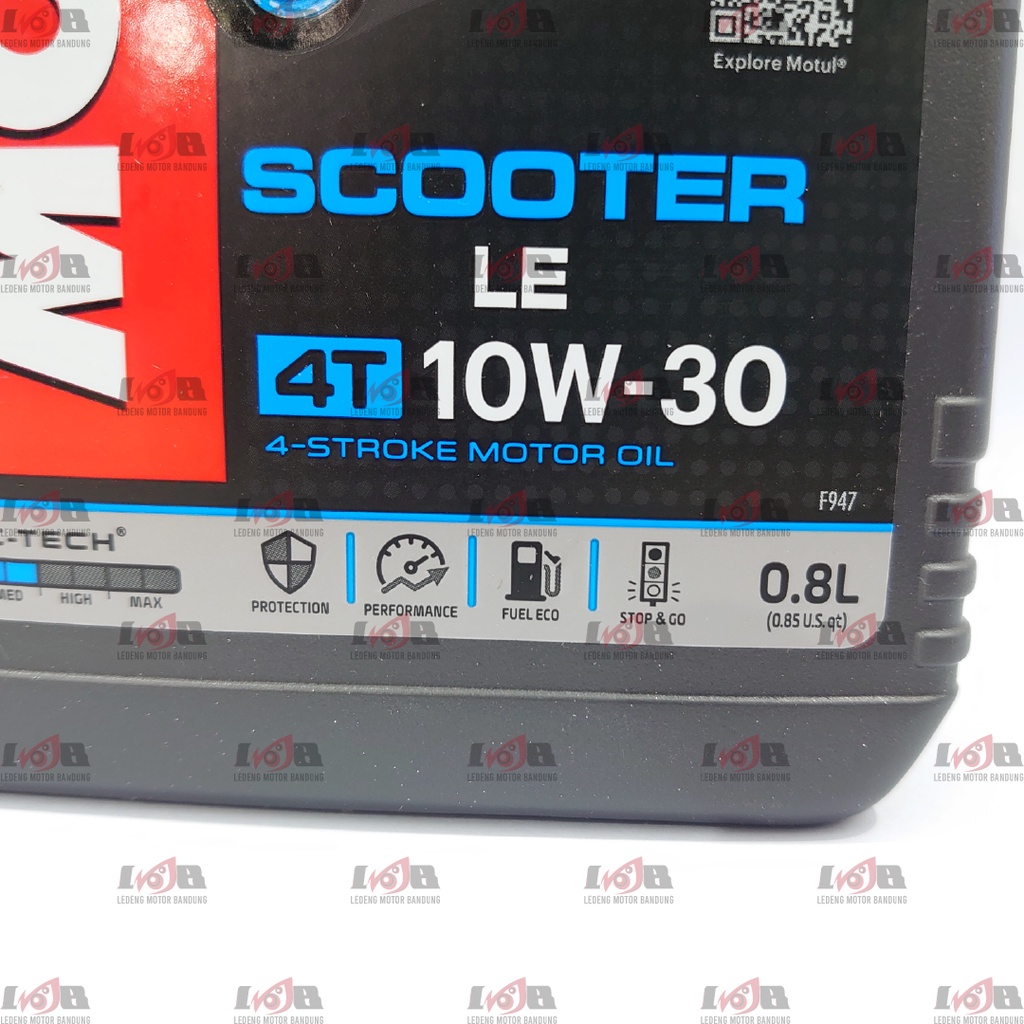 Explore Motul®
SCOOTER
LE
4T 10W-30
4-STROKE MOTOR OIL
F947
-TECH®
MED HIGH MAX
PROTECTION
PERFORMANCE
FUEL ECO
STOP & GO
0.8L
(0.85 U.S. qt)
LEDENG MOTOR BANDUNG